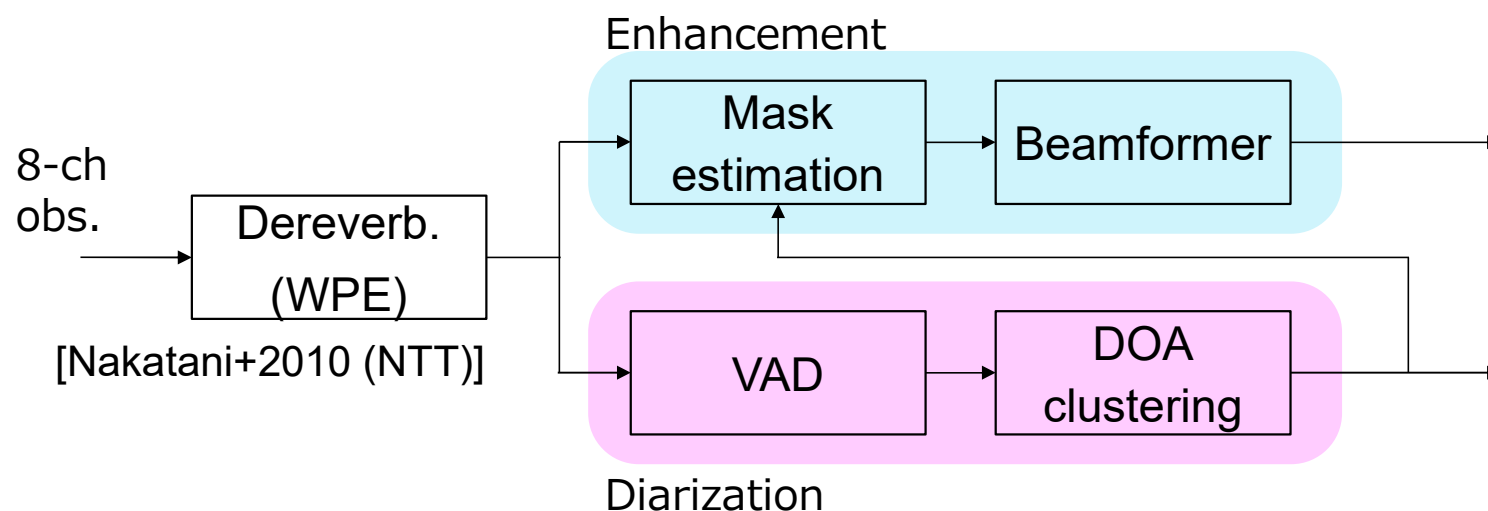 Enhancement
Mask
estimation
Beamformer
8-ch
obs.
Dereverb.
(WPE)
[Nakatani+2010 (NTT)]
VAD
DOA
clustering
Diarization